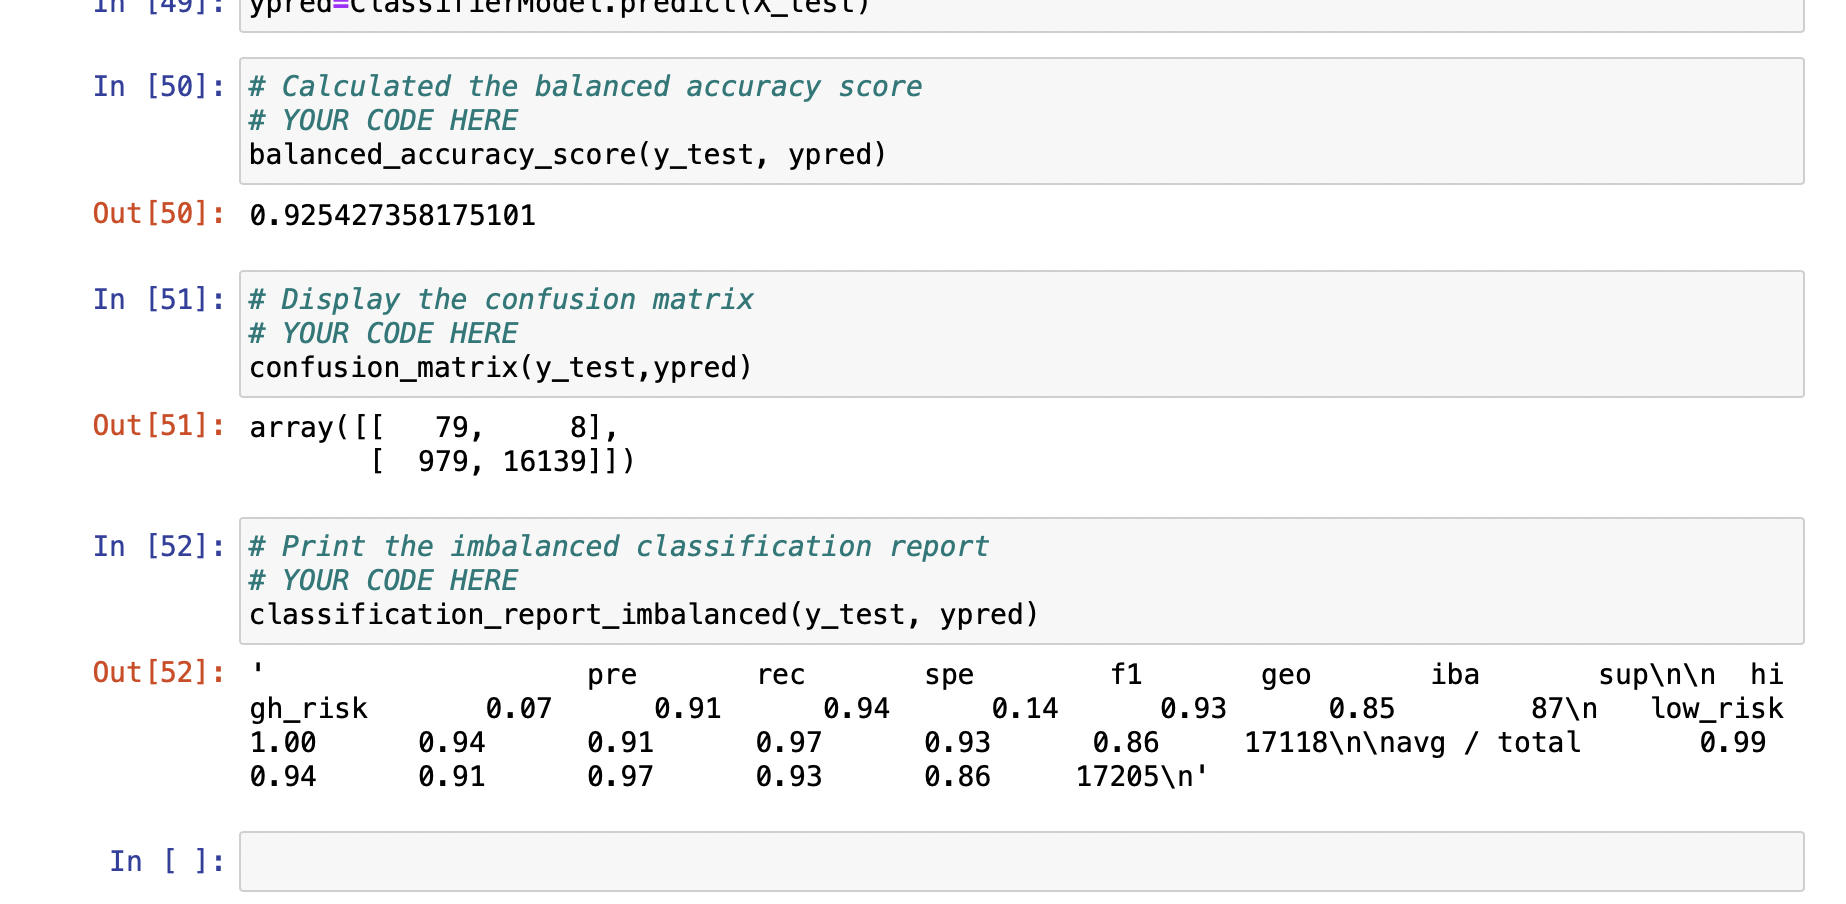 In [49]: ypred=ClassifierModel.predict(X_test)
In [50]: # Calculated the balanced accuracy score
# YOUR CODE HERE
balanced_accuracy_score(y_test, ypred)
Out[50]: 0.925427358175101
In [51]: # Display the confusion matrix
# YOUR CODE HERE
confusion_matrix(y_test,ypred)
Out[51]: array([[   79,     8],
       [  979, 16139]])
In [52]: # Print the imbalanced classification report
# YOUR CODE HERE
classification_report_imbalanced(y_test, ypred)
Out[52]: '                   pre       rec       spe        f1       geo       iba       sup\n\n  hi
gh_risk       0.07      0.91      0.94      0.14      0.93      0.85        87\n   low_risk
1.00      0.94      0.91      0.97      0.93      0.86     17118\n\navg / total       0.99
0.94      0.91      0.97      0.93      0.86     17205\n'
In [ ]: